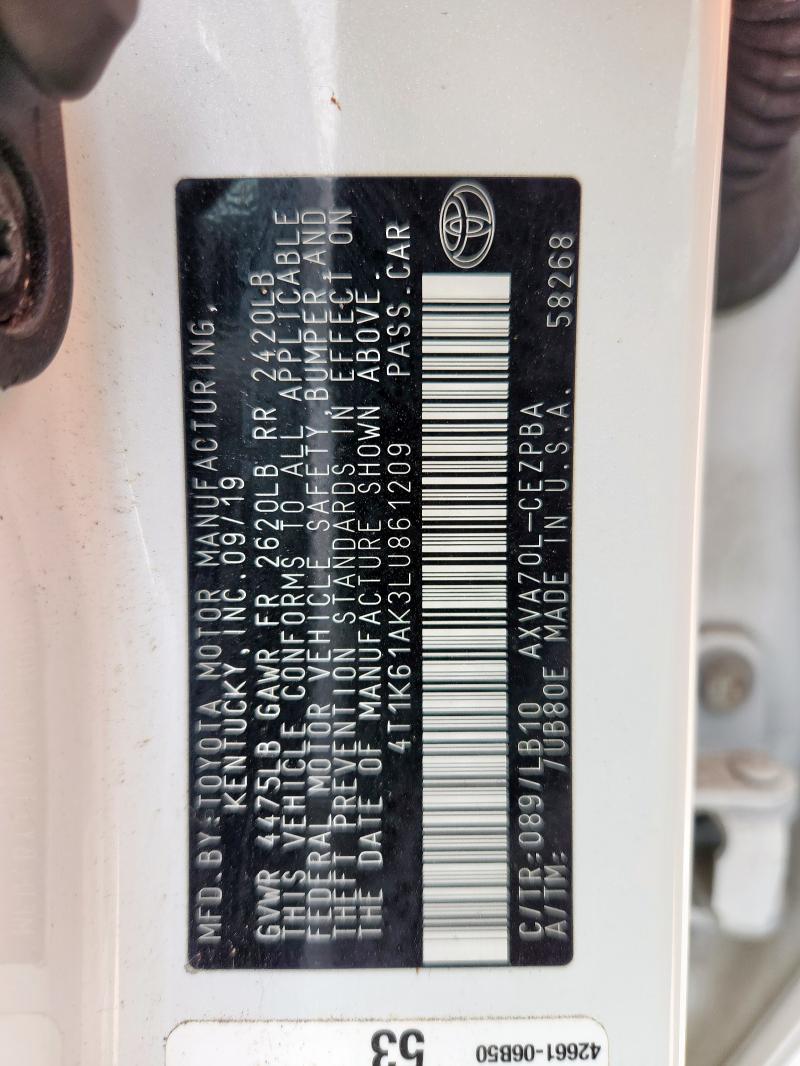 MFD.BY:TOYOTA MOTOR MANUFACTURING,
KENTUCKY,INC.09/19
GVWR 4475LB GAWR FR 2620LB RR 2420LB
THIS VEHICLE CONFORMS TO ALL APPLICABLE
FEDERAL MOTOR VEHICLE SAFETY,BUMPER,AND
THEFT PREVENTION STANDARDS IN EFFECT ON
THE DATE OF MANUFACTURE SHOWN ABOVE.
4T1K61AK3LU861209 PASS.CAR
C/TR:089/LB10 AXVA70L-CEZPBA
A/TM: /UB80E MADE IN U.S.A. 58268
53
42661-06B50